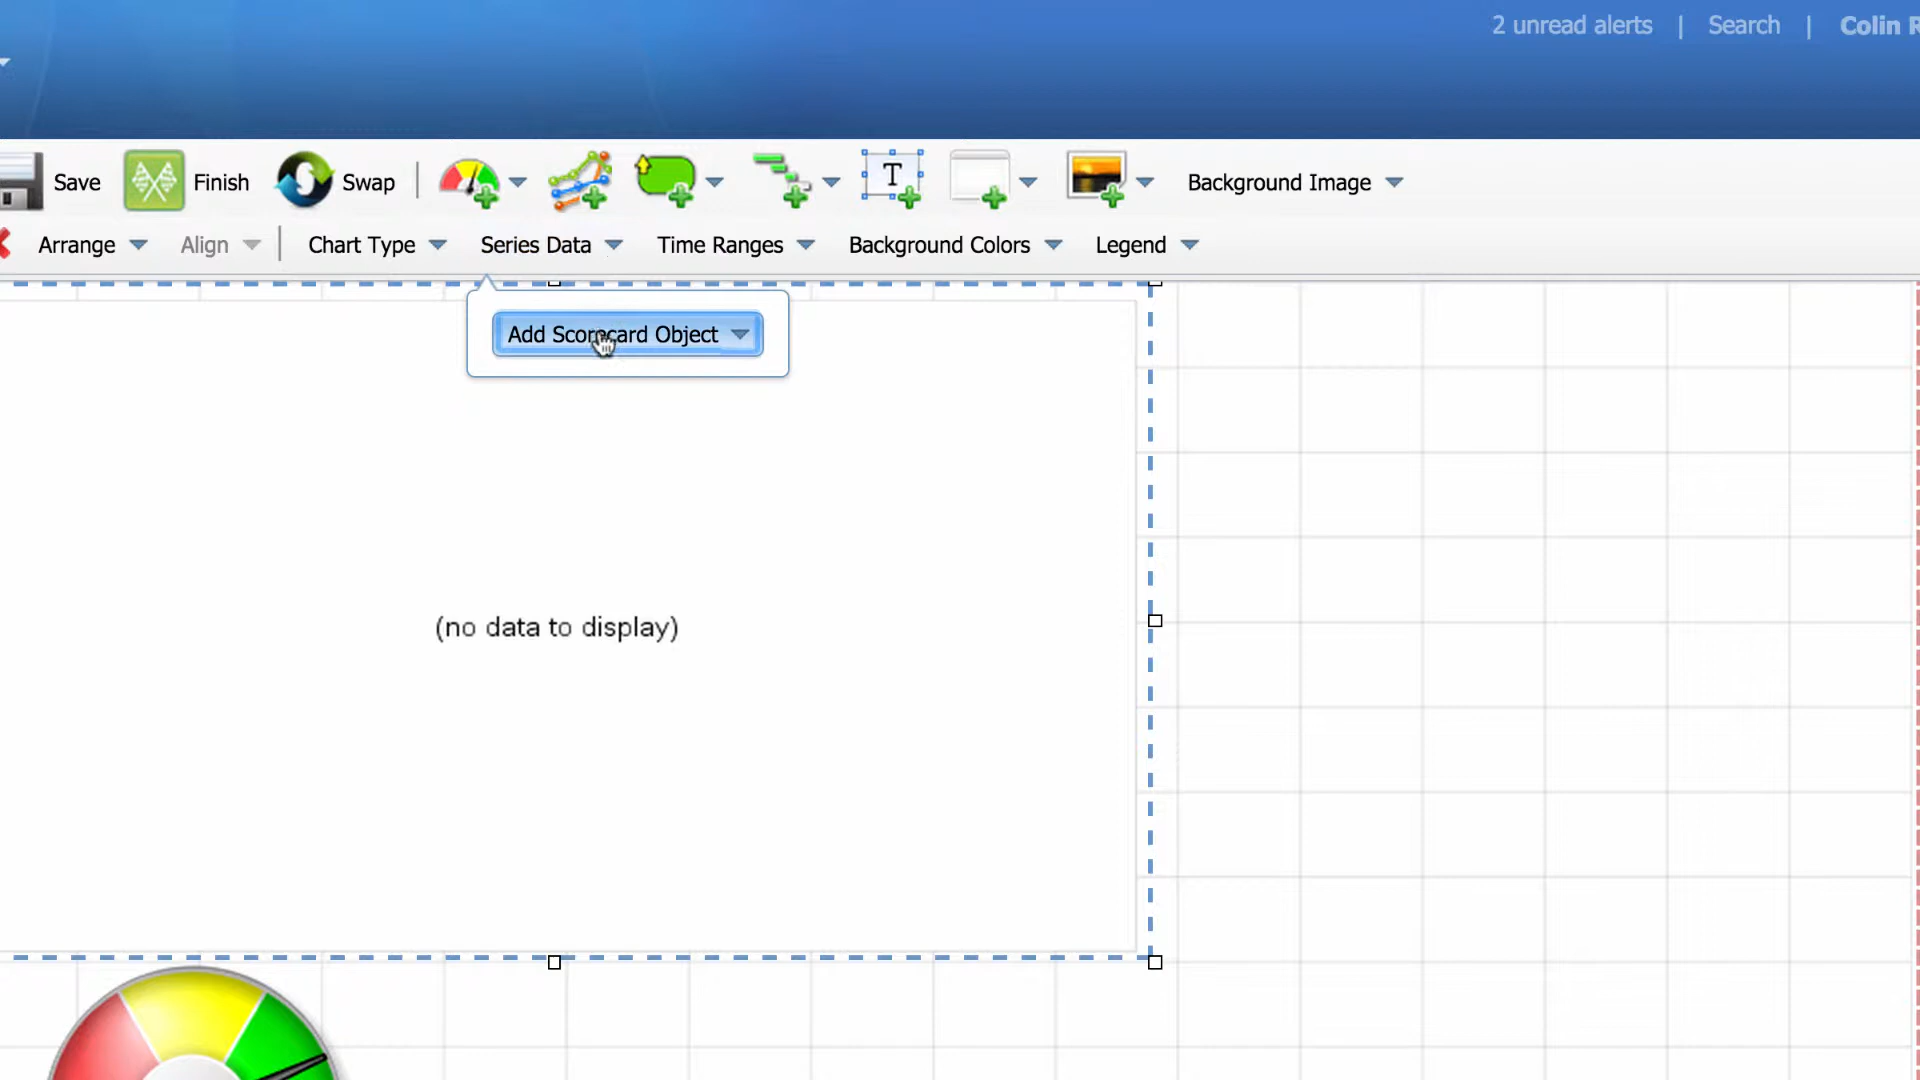 2 unread alerts | Search | Colin R
Save Finish Swap T Background Image
Arrange Align Chart Type Series Data Time Ranges Background Colors Legend
Add Scorecard Object
(no data to display)